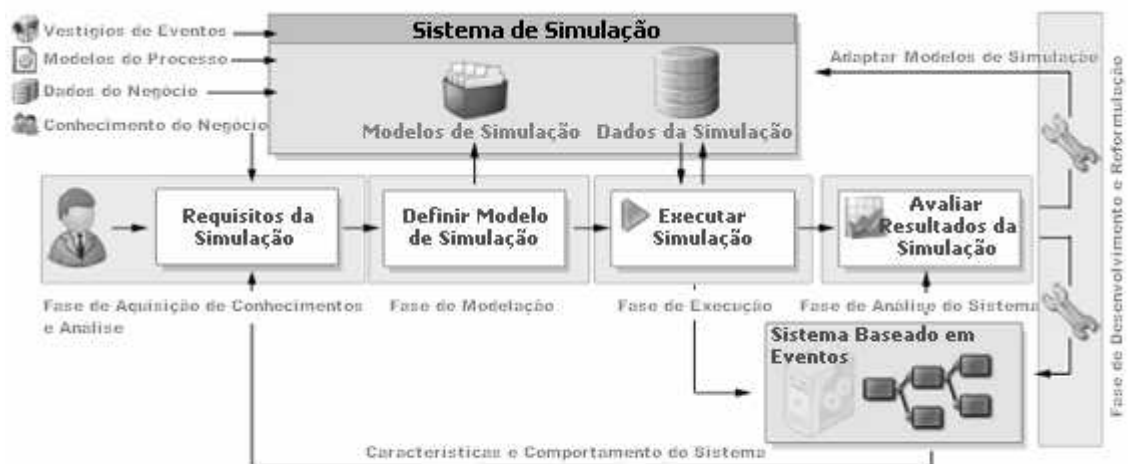 Vestígios de Eventos
Modelos do Processo
Dados do Negócio
Conhecimento do Negócio
Sistema de Simulação
Modelos de Simulação
Dados da Simulação
Adaptar Modelos de Simulação
Requisitos da
Simulação
Definir Modelo
de Simulação
Executar
Simulação
Avaliar
Resultados da
Simulação
Fase de Aquisição de Conhecimentos
e Análise
Fase de Modelação
Fase de Execução
Fase de Análise do Sistema
Sistema Baseado em
Eventos
Características e Comportamento do Sistema
Fase de Desenvolvimento e Reformulação